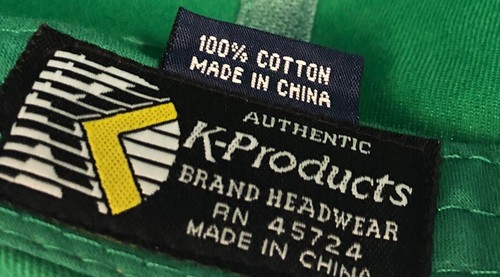 100% COTTON
MADE IN CHINA
AUTHENTIC
K-Products
BRAND HEADWEAR
RN 45724
MADE IN CHINA